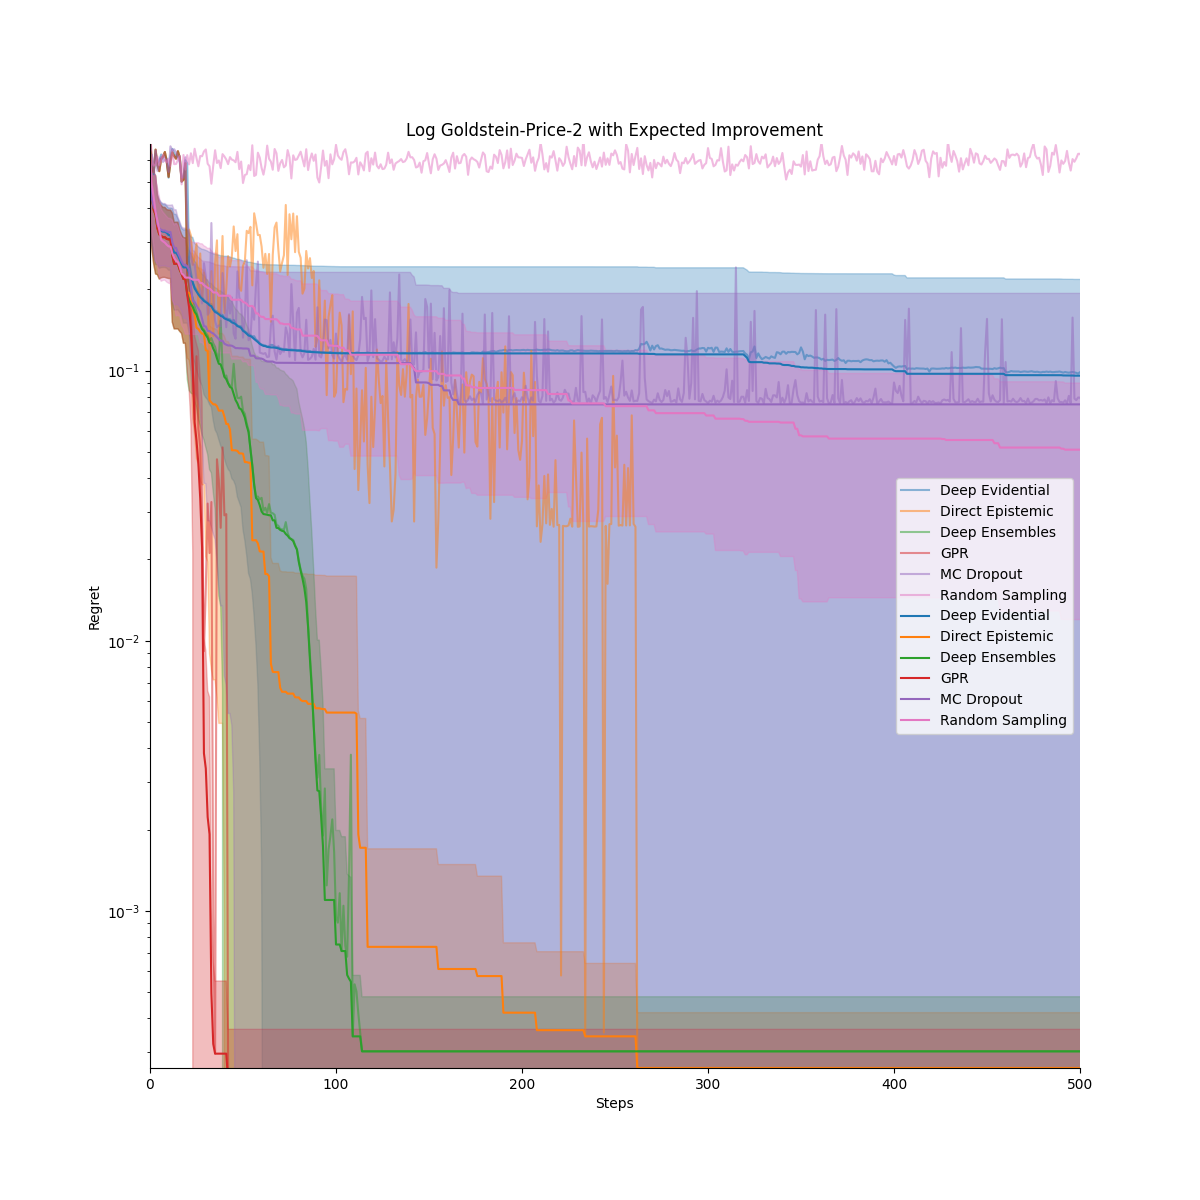 Log Goldstein-Price-2 with Expected Improvement
Regret
10⁻¹
10⁻²
10⁻³
Deep Evidential
Direct Epistemic
Deep Ensembles
GPR
MC Dropout
Random Sampling
Deep Evidential
Direct Epistemic
Deep Ensembles
GPR
MC Dropout
Random Sampling
0 100 200 300 400 500
Steps